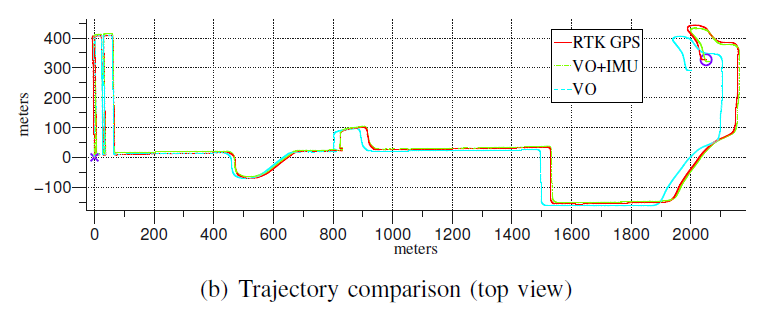 400
300
200
100
0
−100
meters
RTK GPS
VO+IMU
VO
0 200 400 600 800 1000 1200 1400 1600 1800 2000
meters
(b) Trajectory comparison (top view)